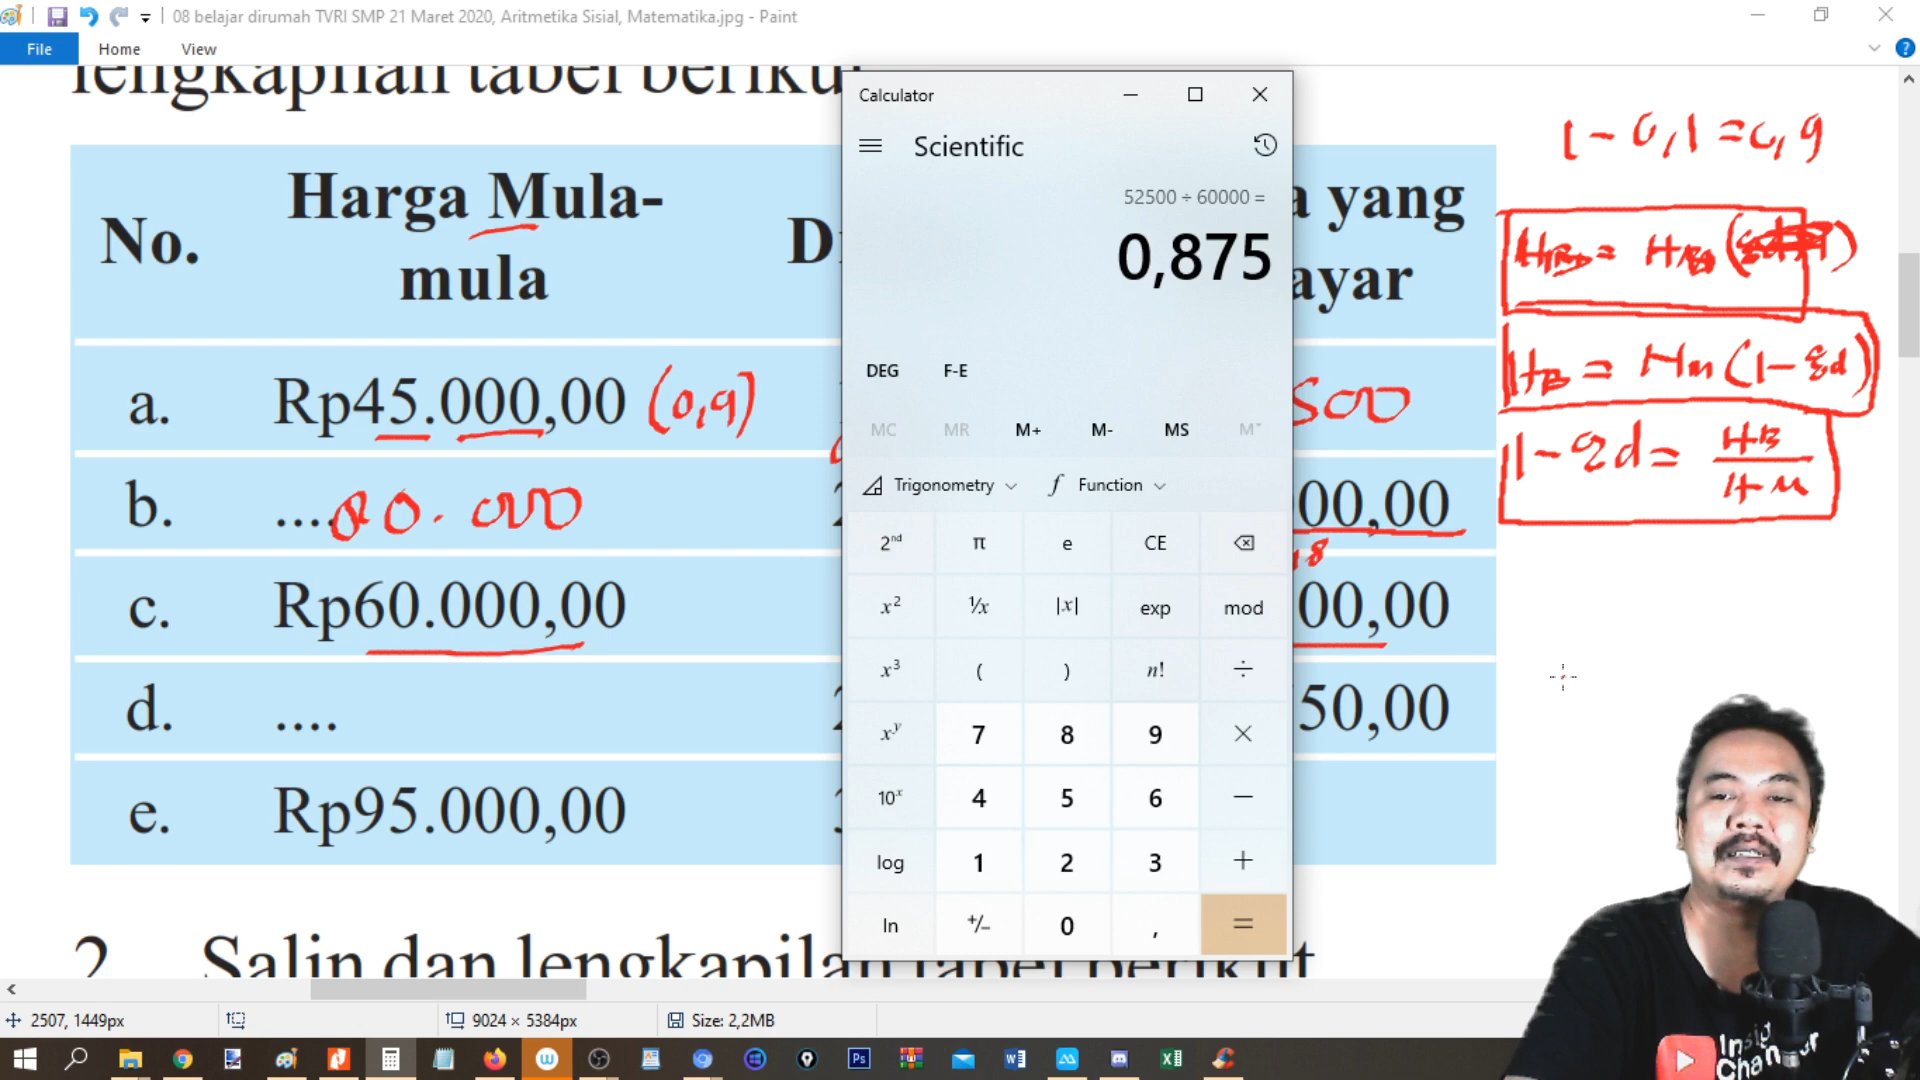 08 belajar dirumah TVRI SMP 21 Maret 2020, Aritmetika Sisial, Matematika.jpg - Paint
File Home View
lengkapilah tabel
No. Harga Mula-mula
yang
ayar
a. Rp45.000,00 (0,9)
500
b. ....80.000
00,00
c. Rp60.000,00
00,00
d. ....
50,00
e. Rp95.000,00
1 - 0,1 = 0,9
HB = HM (1 - %d)
1 - %d = HB / HM
Calculator
Scientific
52500 ÷ 60000 =
0,875
DEG F-E
MC MR M+ M- MS M˅
Trigonometry f Function
2nd π e CE
x² ¹/x |x| exp mod
x³ ( ) n! ÷
xʸ 7 8 9 ×
10ˣ 4 5 6 −
log 1 2 3 +
ln +/− 0 , =
2. Salin dan lengkapilah tabel berikut
2507, 1449px
9024 × 5384px
Size: 2,2MB
Ps